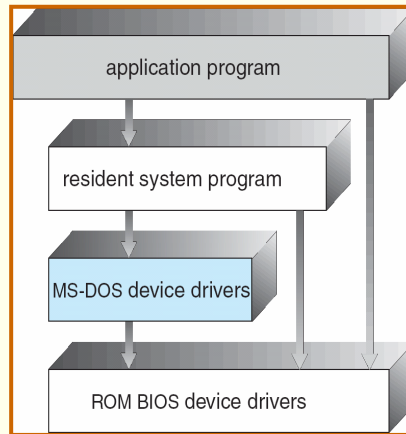 application program
resident system program
MS-DOS device drivers
ROM BIOS device drivers